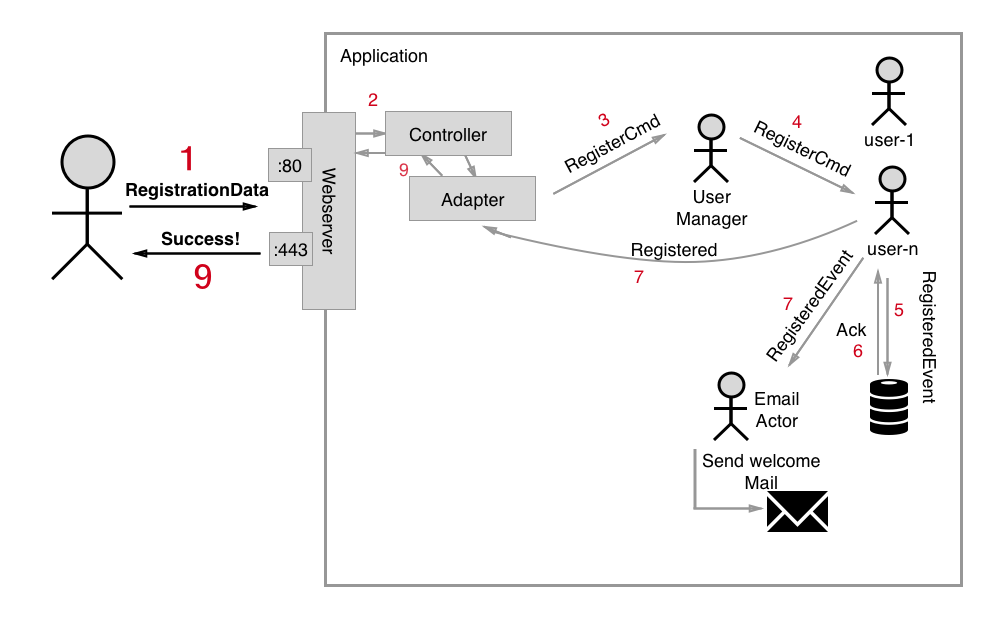 Application
2
Controller
9
Adapter
1
RegistrationData
Success!
9
:80
:443
Webserver
3
RegisterCmd
User
Manager
4
RegisterCmd
user-1
user-n
Registered
7
7
RegisteredEvent
5
RegisteredEvent
Ack
6
Email
Actor
Send welcome
Mail